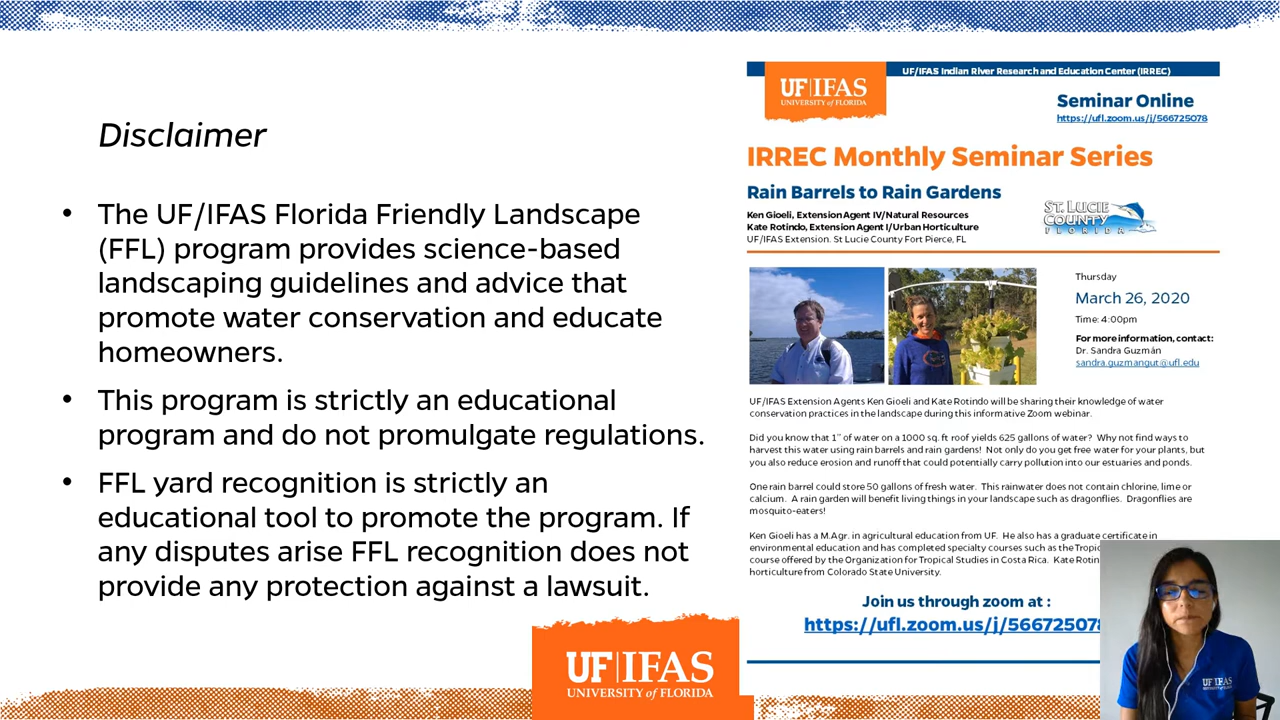 Disclaimer
• The UF/IFAS Florida Friendly Landscape
(FFL) program provides science-based
landscaping guidelines and advice that
promote water conservation and educate
homeowners.
• This program is strictly an educational
program and do not promulgate regulations.
• FFL yard recognition is strictly an
educational tool to promote the program. If
any disputes arise FFL recognition does not
provide any protection against a lawsuit.
UF|IFAS
UNIVERSITY of FLORIDA
UF/IFAS Indian River Research and Education Center (IRREC)
UF|IFAS
UNIVERSITY of FLORIDA
Seminar Online
https://ufl.zoom.us/j/566725078
IRREC Monthly Seminar Series
Rain Barrels to Rain Gardens
Ken Gioeli, Extension Agent IV/Natural Resources
Kate Rotindo, Extension Agent I/Urban Horticulture
UF/IFAS Extension. St Lucie County Fort Pierce, FL
ST. LUCIE
COUNTY
FLORIDA
Thursday
March 26, 2020
Time: 4:00pm
For more information, contact:
Dr. Sandra Guzmán
sandra.guzmangut@ufl.edu
UF/IFAS Extension Agents Ken Gioeli and Kate Rotindo will be sharing their knowledge of water
conservation practices in the landscape during this informative Zoom webinar.
Did you know that 1" of water on a 1000 sq. ft roof yields 625 gallons of water? Why not find ways to
harvest this water using rain barrels and rain gardens! Not only do you get free water for your plants, but
you also reduce erosion and runoff that could potentially carry pollution into our estuaries and ponds.
One rain barrel could store 50 gallons of fresh water. This rainwater does not contain chlorine, lime or
calcium. A rain garden will benefit living things in your landscape such as dragonflies. Dragonflies are
mosquito-eaters!
Ken Gioeli has a M.Agr. in agricultural education from UF. He also has a graduate certificate in
environmental education and has completed specialty courses such as the
course offered by the Organization for Tropical Studies in Costa Rica. Kate
horticulture from Colorado State University.
Join us through zoom at :
https://ufl.zoom.us/j/56672507
UF|IFAS